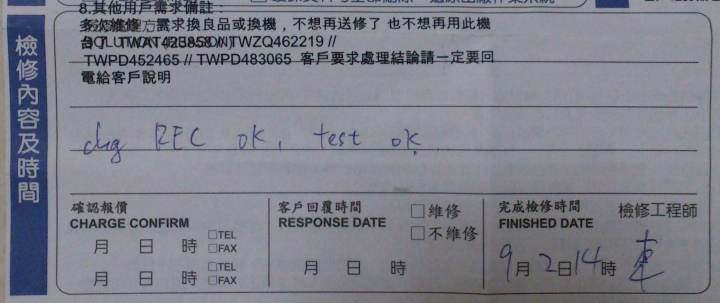 8.其他用戶需求備註：
多次維修，需求換良品或換機，不想再送修了 也不想再用此機
TWZQ462219 //
TWPD452465 // TWPD483065 客戶要求處理結論請一定要回
電給客戶說明
檢修內容及時間
chg REC ok, test ok.
確認報價
CHARGE CONFIRM
月 日 時 □TEL □FAX
月 日 時 □TEL □FAX
客戶回覆時間
RESPONSE DATE
□維修
□不維修
月 日 時
完成檢修時間 檢修工程師
FINISHED DATE
9月2日14時